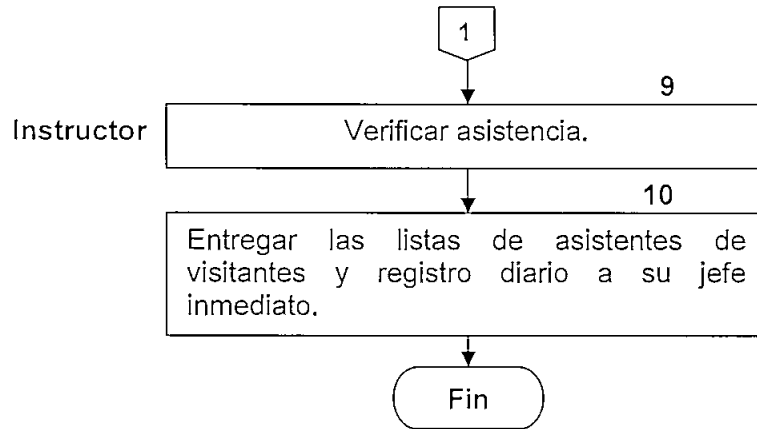 1
9
Instructor
Verificar asistencia.
10
Entregar las listas de asistentes de
visitantes y registro diario a su jefe
inmediato.
Fin